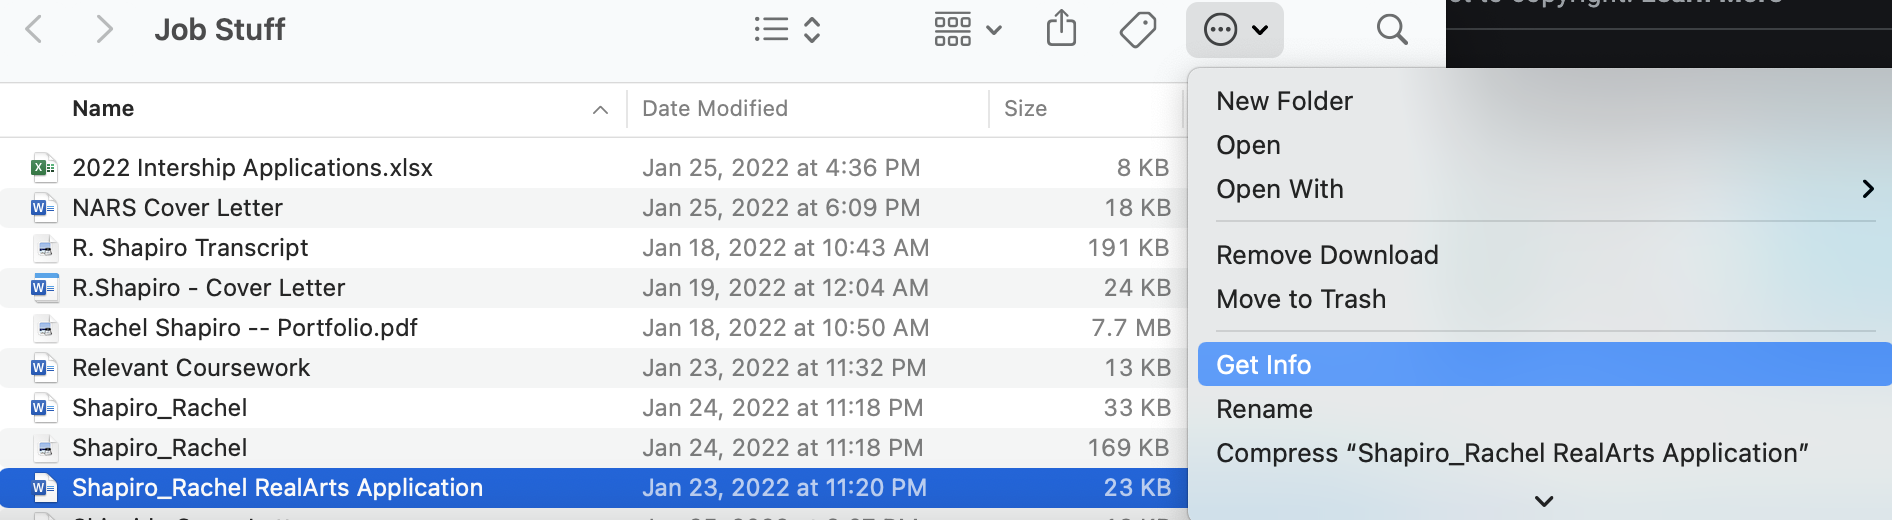 Job Stuff
st to copyright. Learn More
Name Date Modified Size
2022 Intership Applications.xlsx Jan 25, 2022 at 4:36 PM 8 KB
NARS Cover Letter Jan 25, 2022 at 6:09 PM 18 KB
R. Shapiro Transcript Jan 18, 2022 at 10:43 AM 191 KB
R.Shapiro - Cover Letter Jan 19, 2022 at 12:04 AM 24 KB
Rachel Shapiro -- Portfolio.pdf Jan 18, 2022 at 10:50 AM 7.7 MB
Relevant Coursework Jan 23, 2022 at 11:32 PM 13 KB
Shapiro_Rachel Jan 24, 2022 at 11:18 PM 33 KB
Shapiro_Rachel Jan 24, 2022 at 11:18 PM 169 KB
Shapiro_Rachel RealArts Application Jan 23, 2022 at 11:20 PM 23 KB
New Folder
Open
Open With
Remove Download
Move to Trash
Get Info
Rename
Compress “Shapiro_Rachel RealArts Application”